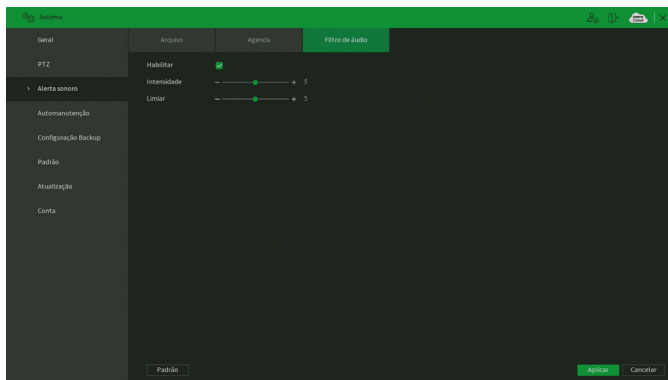 Sistema
Geral
Arquivo
Agenda
Filtro de áudio
PTZ
Habilitar
Alerta sonoro
Intensidade
5
Limiar
5
Automanutenção
Configuração Backup
Padrão
Atualização
Conta
Padrão
Aplicar
Cancelar